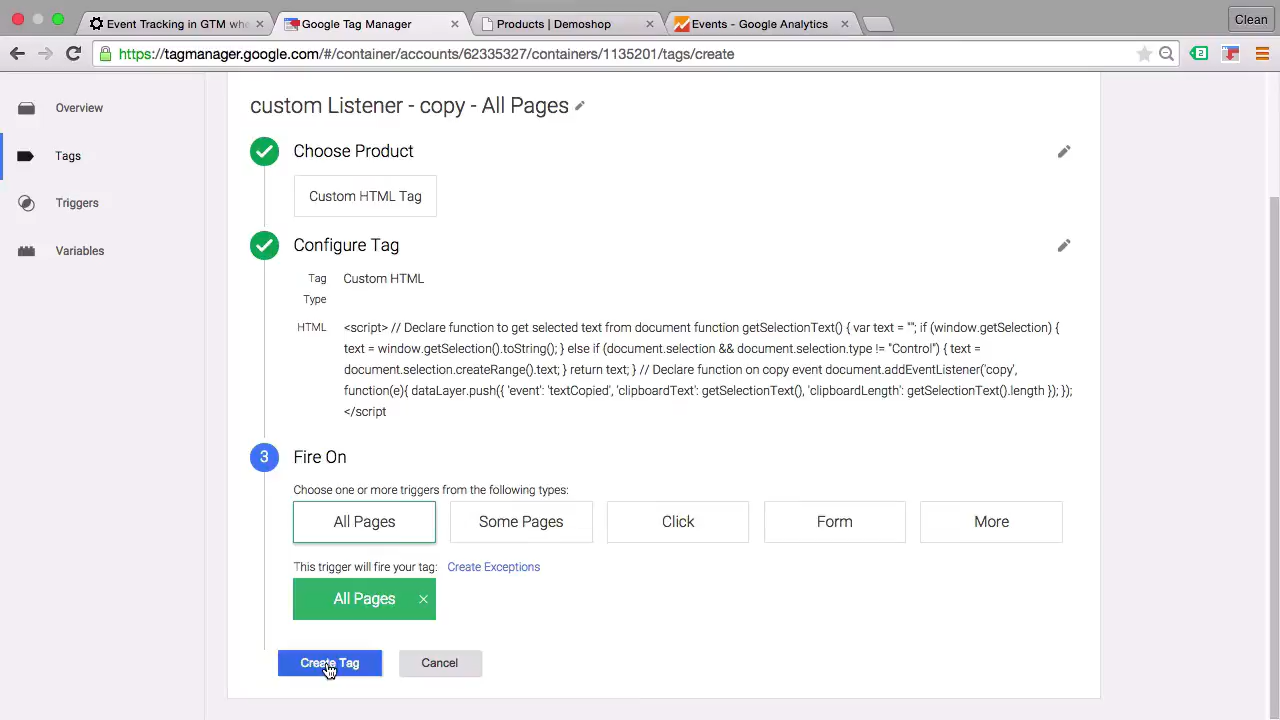 Event Tracking in GTM whe
Google Tag Manager
Products | Demoshop
Events - Google Analytics
Clean
https://tagmanager.google.com/#/container/accounts/62335327/containers/1135201/tags/create
2
Overview
Tags
Triggers
Variables
custom Listener - copy - All Pages
Choose Product
Custom HTML Tag
Configure Tag
Tag Type Custom HTML
HTML <script> // Declare function to get selected text from document function getSelectionText() { var text = ""; if (window.getSelection) {
text = window.getSelection().toString(); } else if (document.selection && document.selection.type != "Control") { text =
document.selection.createRange().text; } return text; } // Declare function on copy event document.addEventListener('copy',
function(e){ dataLayer.push({ 'event': 'textCopied', 'clipboardText': getSelectionText(), 'clipboardLength': getSelectionText().length }); });
</script
3 Fire On
Choose one or more triggers from the following types:
All Pages Some Pages Click Form More
This trigger will fire your tag: Create Exceptions
All Pages ×
Create Tag Cancel